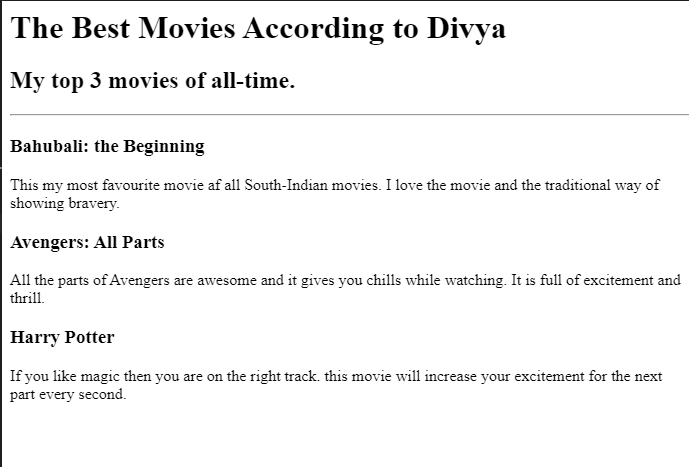 The Best Movies According to Divya
My top 3 movies of all-time.
Bahubali: the Beginning
This my most favourite movie af all South-Indian movies. I love the movie and the traditional way of
showing bravery.
Avengers: All Parts
All the parts of Avengers are awesome and it gives you chills while watching. It is full of excitement and
thrill.
Harry Potter
If you like magic then you are on the right track. this movie will increase your excitement for the next
part every second.